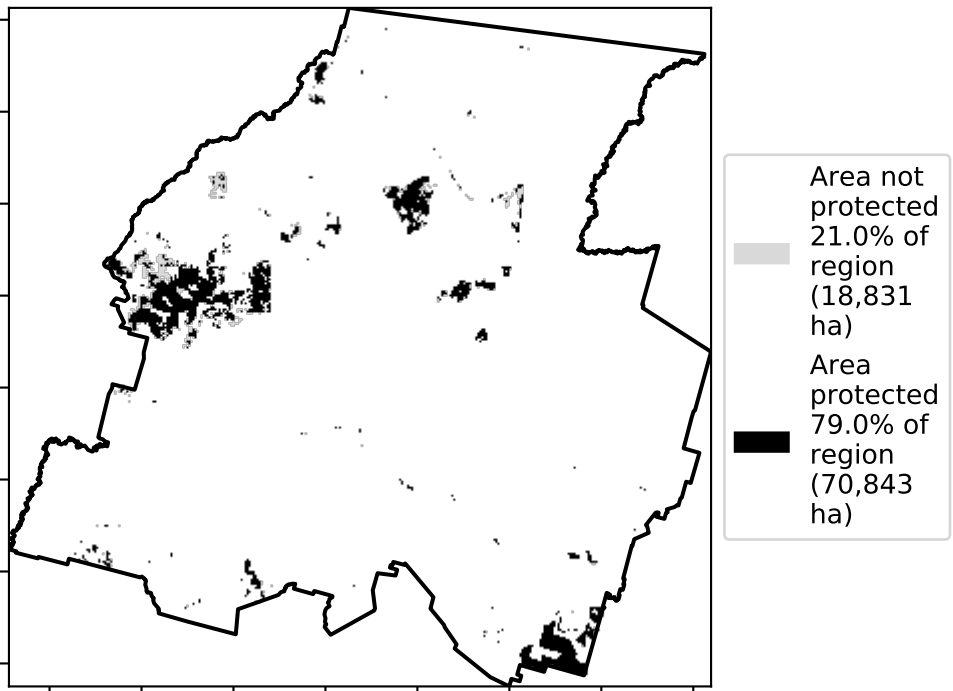 Area not
protected
21.0% of
region
(18,831
ha)
Area
protected
79.0% of
region
(70,843
ha)